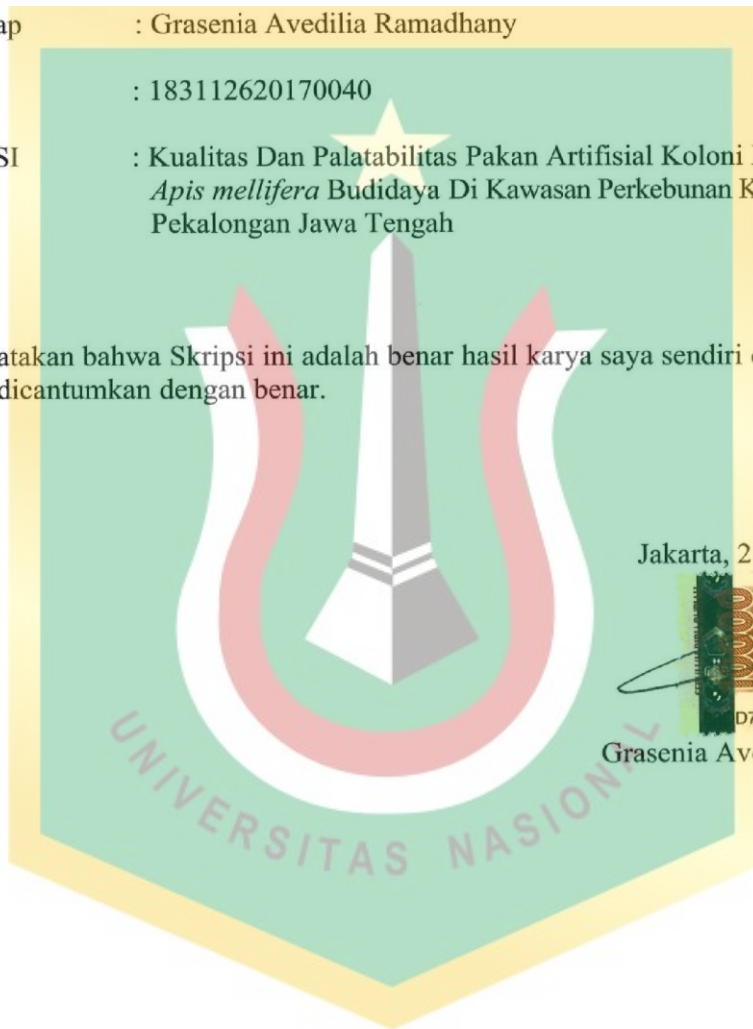 ap : Grasenia Avedilia Ramadhany
: 183112620170040
SI : Kualitas Dan Palatabilitas Pakan Artifisial Koloni
Apis mellifera Budidaya Di Kawasan Perkebunan K
Pekalongan Jawa Tengah
atakan bahwa Skripsi ini adalah benar hasil karya saya sendiri
dicantumkan dengan benar.
Jakarta, 2
D7
Grasenia Ave
UNIVERSITAS NASIONAL